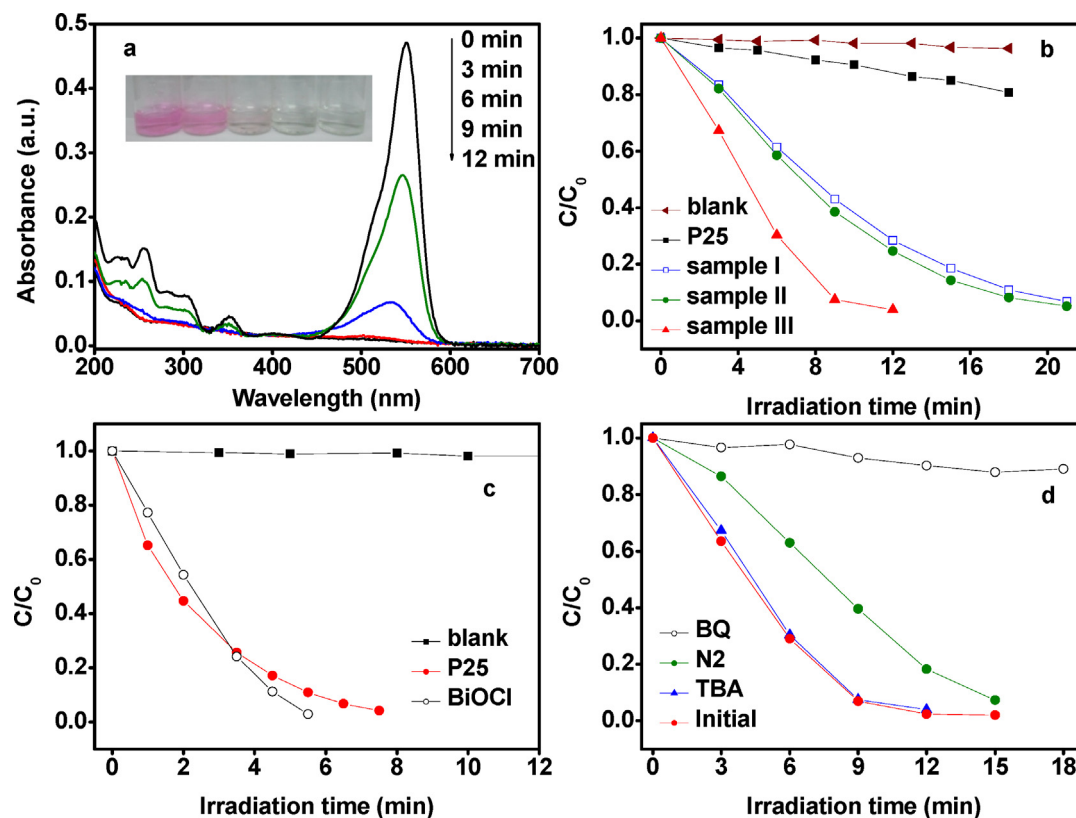 a
0 min
3 min
6 min
9 min
12 min
Absorbance (a.u.)
0.5
0.4
0.3
0.2
0.1
0.0
200 300 400 500 600 700
Wavelength (nm)
b
C/C0
1.0
0.8
0.6
0.4
0.2
0.0
blank
P25
sample I
sample II
sample III
0 4 8 12 16 20
Irradiation time (min)
c
C/C0
1.0
0.8
0.6
0.4
0.2
0.0
blank
P25
BiOCl
0 2 4 6 8 10 12
Irradiation time (min)
d
C/C0
1.0
0.8
0.6
0.4
0.2
0.0
BQ
N2
TBA
Initial
0 3 6 9 12 15 18
Irradiation time (min)